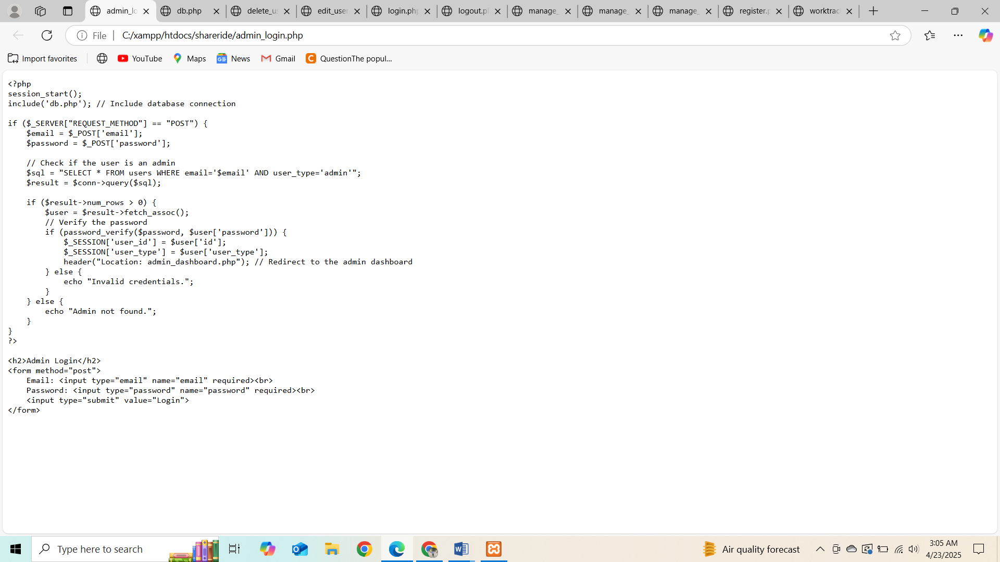 admin_lo
db.php
delete_us
edit_user
login.php
logout.pl
manage_
manage_
manage_
register.p
worktrac
File
C:/xampp/htdocs/shareride/admin_login.php
Import favorites
YouTube
Maps
News
Gmail
QuestionThe popul...
<?php
session_start();
include('db.php'); // Include database connection
if ($_SERVER["REQUEST_METHOD"] == "POST") {
    $email = $_POST['email'];
    $password = $_POST['password'];
    // Check if the user is an admin
    $sql = "SELECT * FROM users WHERE email='$email' AND user_type='admin'";
    $result = $conn->query($sql);
    if ($result->num_rows > 0) {
        $user = $result->fetch_assoc();
        // Verify the password
        if (password_verify($password, $user['password'])) {
            $_SESSION['user_id'] = $user['id'];
            $_SESSION['user_type'] = $user['user_type'];
            header("Location: admin_dashboard.php"); // Redirect to the admin dashboard
        } else {
            echo "Invalid credentials.";
        }
    } else {
        echo "Admin not found.";
    }
}
?>
<h2>Admin Login</h2>
<form method="post">
    Email: <input type="email" name="email" required><br>
    Password: <input type="password" name="password" required><br>
    <input type="submit" value="Login">
</form>
Type here to search
Air quality forecast
3:05 AM
4/23/2025